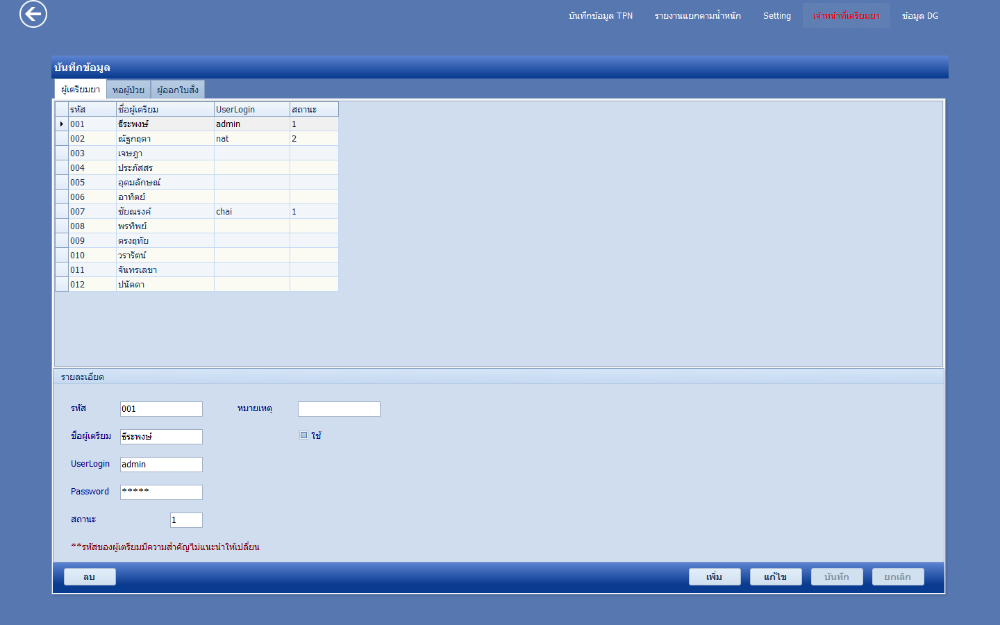 บันทึกข้อมูล TPN รายงานแยกตามน้ำหนัก Setting เจ้าหน้าที่เตรียมยา ข้อมูล DG
บันทึกข้อมูล
ผู้เตรียมยา หอผู้ป่วย ผู้ออกใบสั่ง
รหัส ชื่อผู้เตรียม UserLogin สถานะ
001 ธีระพงษ์ admin 1
002 ณัฐกฤตา nat 2
003 เจษฎา
004 ประภัสสร
005 อุดมลักษณ์
006 อาทิตย์
007 ชัยณรงค์ chai 1
008 พรทิพย์
009 ตรงฤทัย
010 วรารัตน์
011 จันทรเลขา
012 ปนัดดา
รายละเอียด
รหัส 001 หมายเหตุ
ชื่อผู้เตรียม ธีระพงษ์ ใช้
UserLogin admin
Password *****
สถานะ 1
**รหัสของผู้เตรียมมีความสำคัญไม่แนะนำให้เปลี่ยน
ลบ เพิ่ม แก้ไข บันทึก ยกเลิก